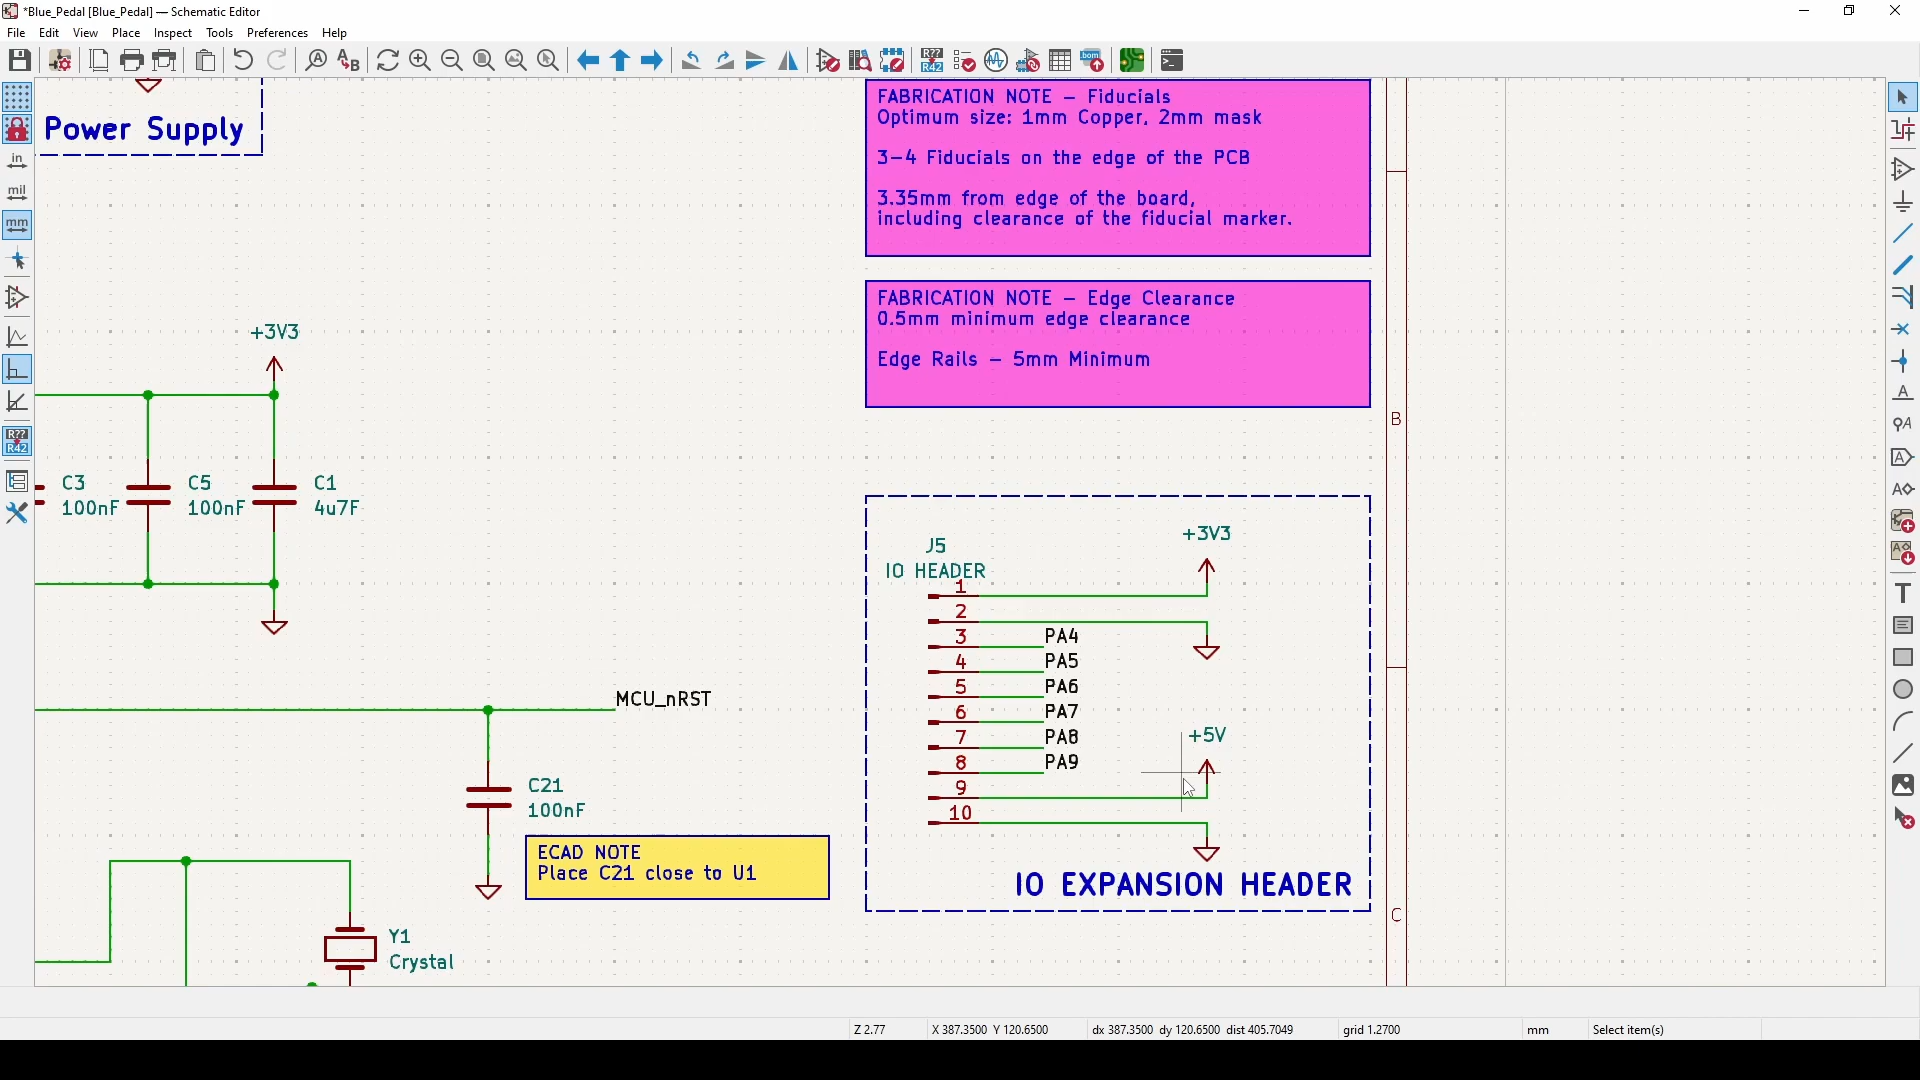 *Blue_Pedal [Blue_Pedal] — Schematic Editor
File Edit View Place Inspect Tools Preferences Help
in
mil
mm
R??
R42
Power Supply
FABRICATION NOTE – Fiducials
Optimum size: 1mm Copper, 2mm mask
3–4 Fiducials on the edge of the PCB
3.35mm from edge of the board,
including clearance of the fiducial marker.
FABRICATION NOTE – Edge Clearance
0.5mm minimum edge clearance
Edge Rails – 5mm Minimum
B
+3V3
C3
100nF
C5
100nF
C1
4u7F
MCU_nRST
C21
100nF
ECAD NOTE
Place C21 close to U1
Y1
Crystal
J5
IO HEADER
+3V3
1
2
3 PA4
4 PA5
5 PA6
6 PA7
7 PA8
8 PA9
+5V
9
10
IO EXPANSION HEADER
C
Z 2.77 X 387.3500 Y 120.6500 dx 387.3500 dy 120.6500 dist 405.7049 grid 1.2700 mm Select item(s)